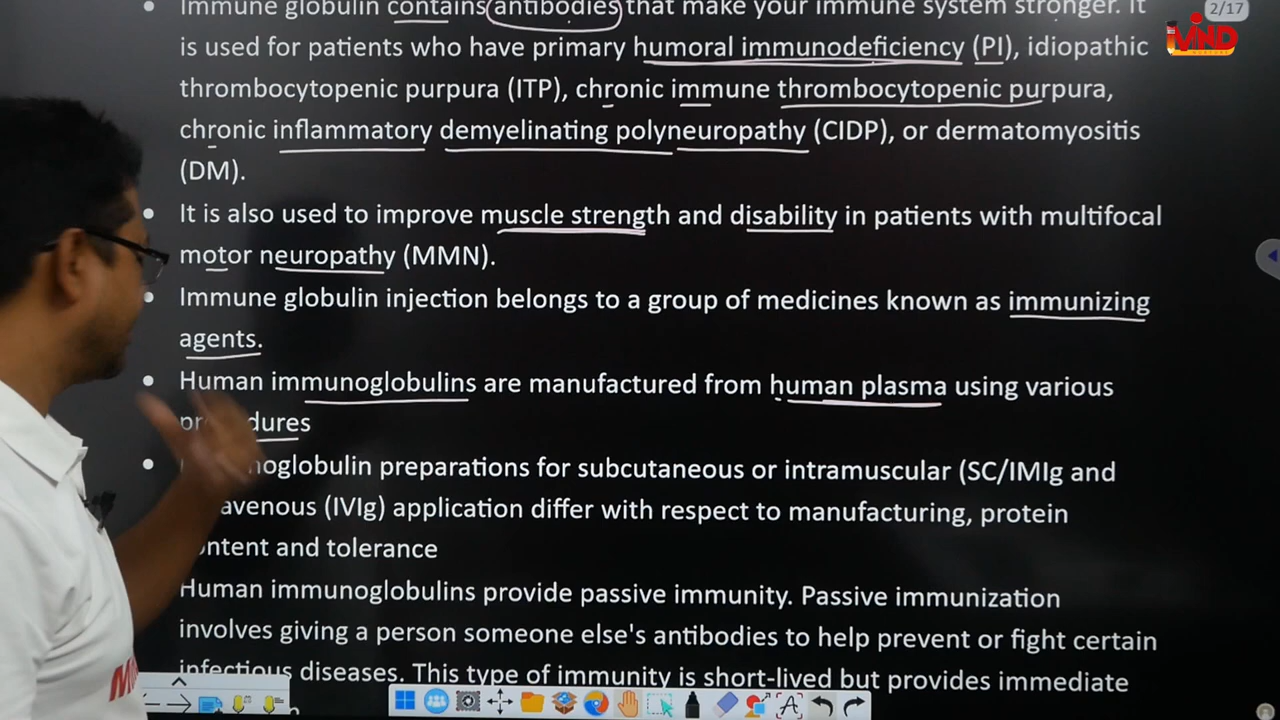 Immune globulin contains antibodies that make your immune system stronger. It
2/17
MIND
is used for patients who have primary humoral immunodeficiency (PI), idiopathic
thrombocytopenic purpura (ITP), chronic immune thrombocytopenic purpura,
chronic inflammatory demyelinating polyneuropathy (CIDP), or dermatomyositis
(DM).
It is also used to improve muscle strength and disability in patients with multifocal
motor neuropathy (MMN).
Immune globulin injection belongs to a group of medicines known as immunizing
agents.
Human immunoglobulins are manufactured from human plasma using various
dures
noglobulin preparations for subcutaneous or intramuscular (SC/IMIg and
avenous (IVIg) application differ with respect to manufacturing, protein
ontent and tolerance
Human immunoglobulins provide passive immunity. Passive immunization
involves giving a person someone else's antibodies to help prevent or fight certain
infectious diseases. This type of immunity is short-lived but provides immediate